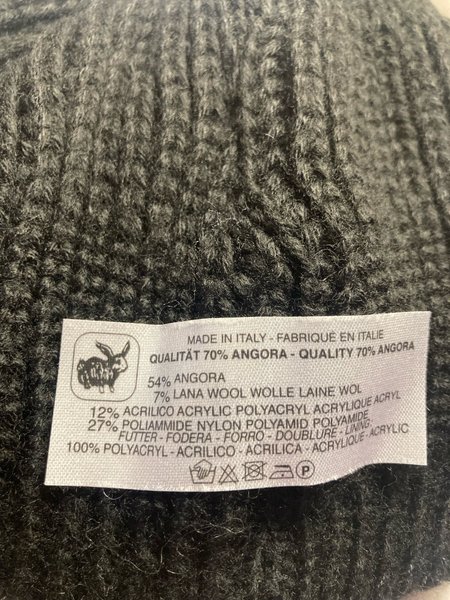 MADE IN ITALY - FABRIQUE EN ITALIE
QUALITÄT 70% ANGORA - QUALITY 70% ANGORA
54% ANGORA
7% LANA WOOL WOLLE LAINE WOL
12% ACRILICO ACRYLIC POLYACRYL ACRYLIQUE ACRYL
27% POLIAMMIDE NYLON POLYAMID POLYAMIDE
FUTTER - FODERA - FORRO - DOUBLURE - LINING
100% POLYACRYL - ACRILICO - ACRILICA - ACRYLIQUE - ACRYLIC
P